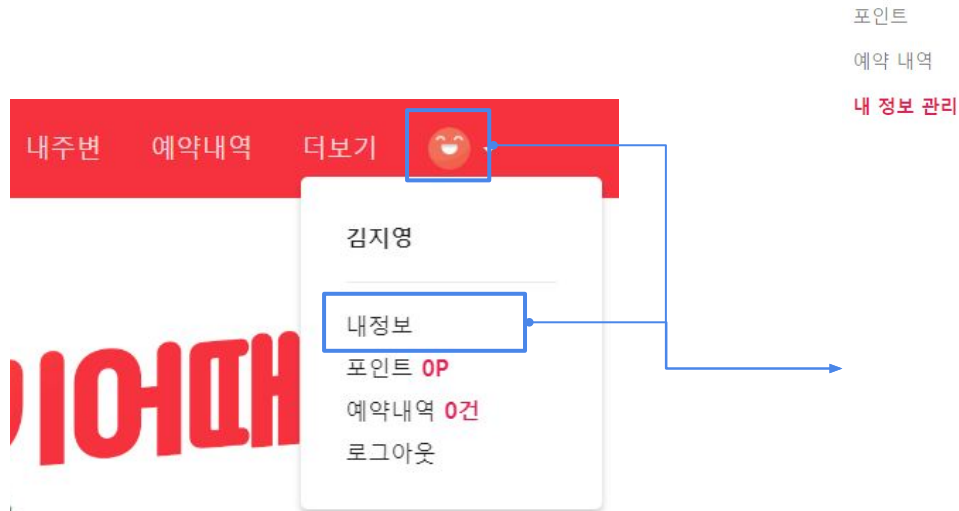 포인트
예약 내역
내 정보 관리
내주변 예약내역 더보기
김지영
내정보
포인트 0P
예약내역 0건
로그아웃
어때